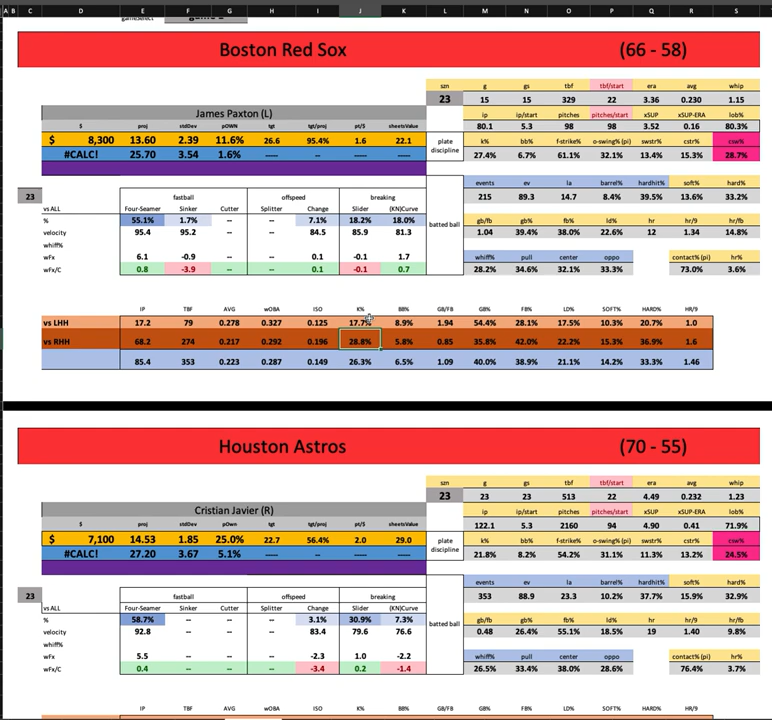 A B C D E F G H I J K L M N O P Q R S
Boston Red Sox (66 - 58)
szn g gs tbf tbf/start era avg whip
23 15 15 329 22 3.36 0.230 1.15
James Paxton (L) ip ip/start pitches pitches/start xSUP xSUP-ERA lob%
80.1 5.3 98 98 3.52 0.16 80.3%
$ proj stdDev pOWN tgt tgt/proj pt/$ sheetsValue
$ 8,300 13.60 2.39 11.6% 26.6 95.4% 1.6 22.1 plate discipline k% bb% f-strike% o-swing% (pi) swstr% cstr% csw%
#CALC! 25.70 3.54 1.6% -- -- -- -- 27.4% 6.7% 61.1% 32.1% 13.4% 15.3% 28.7%
events ev la barrel% hardhit% soft% hard%
23 fastball offspeed breaking 215 89.3 14.7 8.4% 39.5% 13.6% 33.2%
vs ALL Four-Seamer Sinker Cutter Splitter Change Slider (KN)Curve
% 55.1% 1.7% -- -- 7.1% 18.2% 18.0% batted ball gb/fb gb% fb% ld% hr hr/9 hr/fb
velocity 95.4 95.2 -- -- 84.5 85.9 81.3 1.04 39.4% 38.0% 22.6% 12 1.34 14.8%
whiff%
wFx 6.1 -0.9 -- -- 0.1 -0.1 1.7 whiff% pull center oppo contact% (pi) hr%
wFx/C 0.8 -3.9 -- -- 0.1 -0.1 0.7 28.2% 34.6% 32.1% 33.3% 73.0% 3.6%
IP TBF AVG wOBA ISO K% BB% GB/FB GB% FB% LD% SOFT% HARD% HR/9
vs LHH 17.2 79 0.278 0.327 0.125 17.7% 8.9% 1.94 54.4% 28.1% 17.5% 10.3% 20.7% 1.0
vs RHH 68.2 274 0.217 0.292 0.196 28.8% 5.8% 0.85 35.8% 42.0% 22.2% 15.3% 36.9% 1.6
85.4 353 0.223 0.287 0.149 26.3% 6.5% 1.09 40.0% 38.9% 21.1% 14.2% 33.3% 1.46
Houston Astros (70 - 55)
szn g gs tbf tbf/start era avg whip
23 23 23 513 22 4.49 0.232 1.23
Cristian Javier (R) ip ip/start pitches pitches/start xSUP xSUP-ERA lob%
122.1 5.3 2160 94 4.90 0.41 71.9%
$ proj stdDev pOwn tgt tgt/proj pt/$ sheetsValue
$ 7,100 14.53 1.85 25.0% 22.7 56.4% 2.0 29.0 plate discipline k% bb% f-strike% o-swing% (pi) swstr% cstr% csw%
#CALC! 27.20 3.67 5.1% -- -- -- -- 21.8% 8.2% 54.2% 31.1% 11.3% 13.2% 24.5%
events ev la barrel% hardhit% soft% hard%
23 fastball offspeed breaking 353 88.9 23.3 10.2% 37.7% 15.9% 32.9%
vs ALL Four-Seamer Sinker Cutter Splitter Change Slider (KN)Curve
% 58.7% -- -- -- 3.1% 30.9% 7.3% batted ball gb/fb gb% fb% ld% hr hr/9 hr/fb
velocity 92.8 -- -- -- 83.4 79.6 76.6 0.48 26.4% 55.1% 18.5% 19 1.40 9.8%
whiff%
wFx 5.5 -- -- -- -2.3 1.0 -2.2 whiff% pull center oppo contact% (pi) hr%
wFx/C 0.4 -- -- -- -3.4 0.2 -1.4 26.5% 33.4% 38.0% 28.6% 76.4% 3.7%
IP TBF AVG wOBA ISO K% BB% GB/FB GB% FB% LD% SOFT% HARD% HR/9